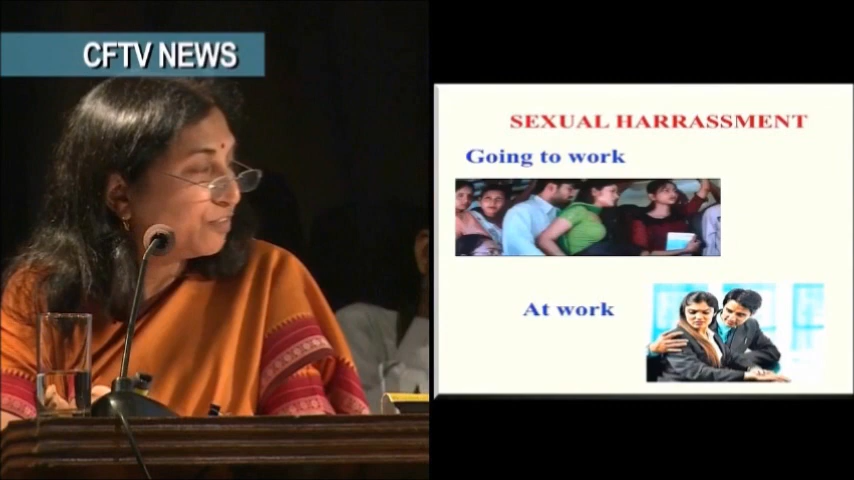 CFTV NEWS
SEXUAL HARRASSMENT
Going to work
At work